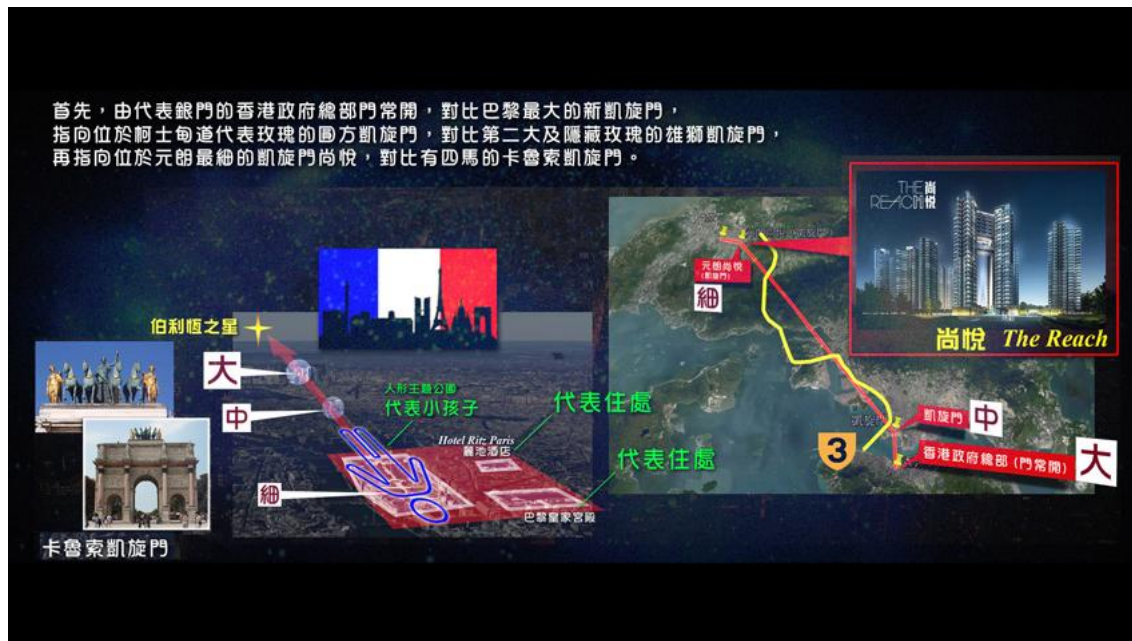 首先，由代表銀門的香港政府總部門常開，對比巴黎最大的新凱旋門，
指向位於柯士甸道代表玫瑰的圓方凱旋門，對比第二大及隱藏玫瑰的雄獅凱旋門，
再指向位於元朗最細的凱旋門尚悅，對比有四馬的卡魯索凱旋門。
伯利恆之星
大
中
細
人形主題公園
代表小孩子
Hotel Ritz Paris
麗池酒店
代表住處
代表住處
巴黎皇家宮殿
卡魯索凱旋門
元朗尚悅
(凱旋門)
細
THE 尚
REACH 悅
尚悅 The Reach
凱旋門 中
3
香港政府總部 (門常開) 大